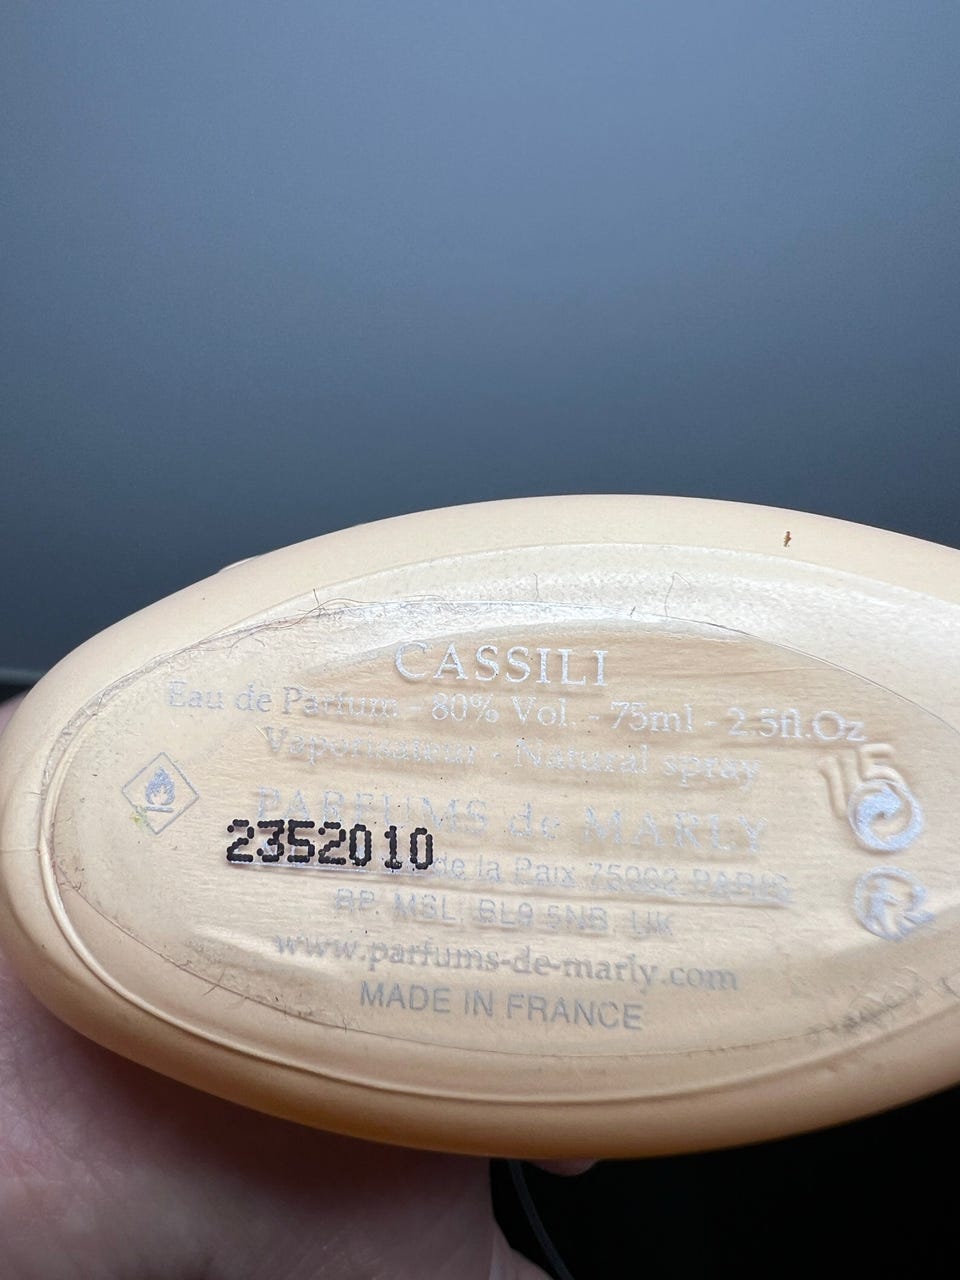 CASSILI
Eau de Parfum - 80% Vol. - 75ml - 2.5fl.Oz
Vaporisateur - Natural spray
PARFUMS de MARLY
2352010
de la Paix 75002 PARIS
RP: MSL, BL9 5NB, UK
www.parfums-de-marly.com
MADE IN FRANCE